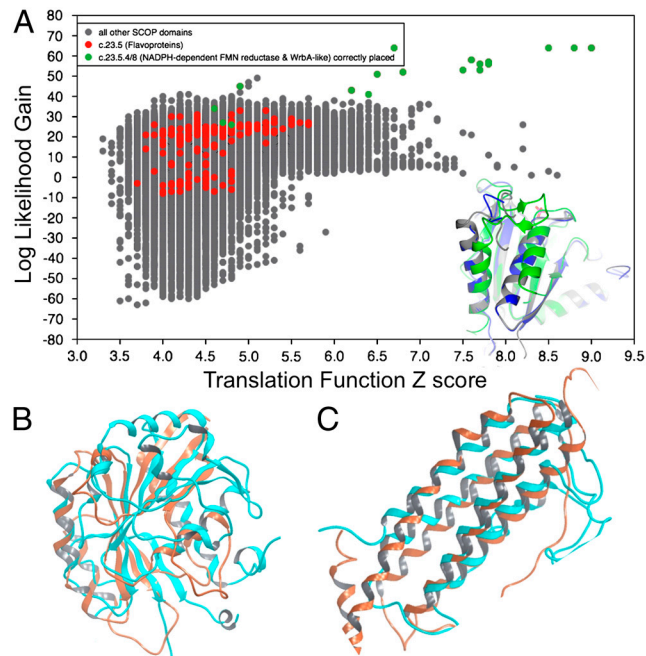 A
all other SCOP domains
c.23.5 (Flavoproteins)
c.23.5.4/8 (NADPH-dependent FMN reductase & WrbA-like) correctly placed
80
70
60
50
40
30
20
10
0
-10
-20
-30
-40
-50
-60
-70
-80
Log Likelihood Gain
3.0 3.5 4.0 4.5 5.0 5.5 6.0 6.5 7.0 7.5 8.0 8.5 9.0 9.5
Translation Function Z score
B
C